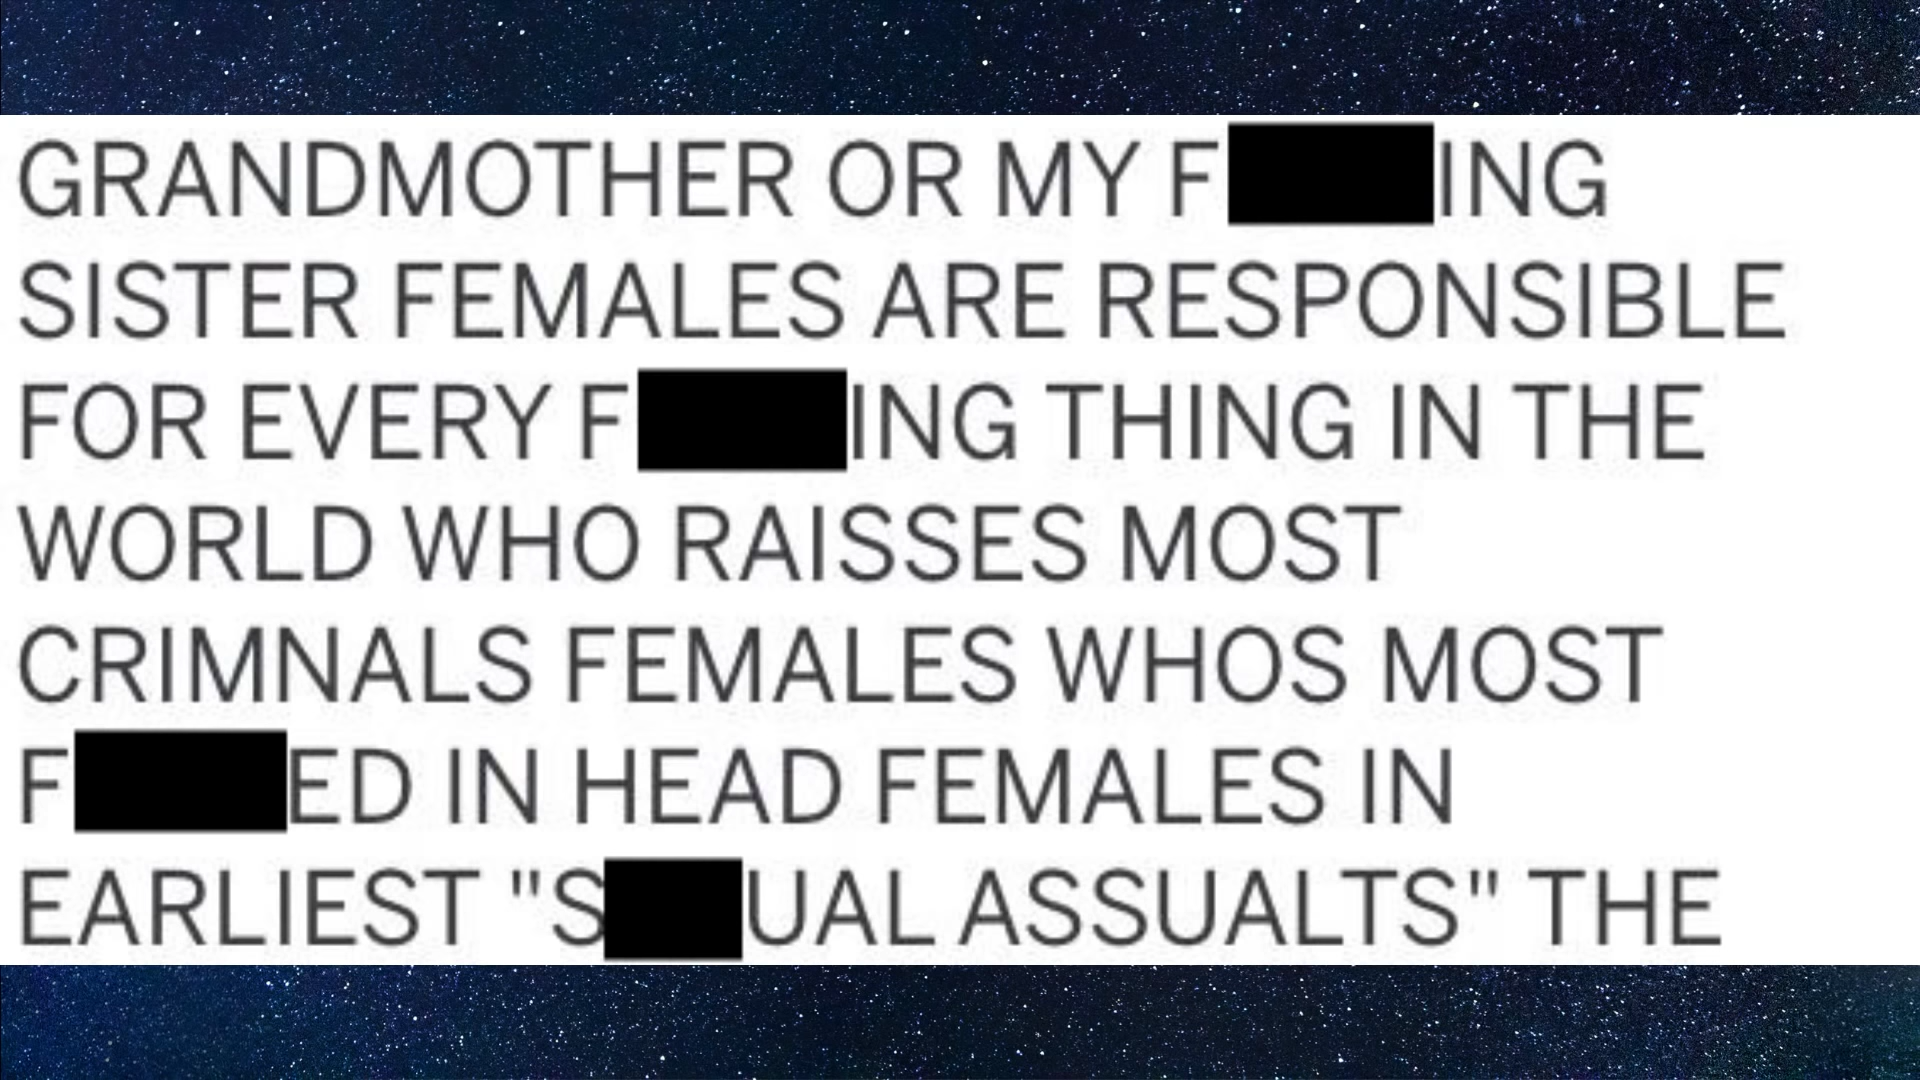 GRANDMOTHER OR MY F ING
SISTER FEMALES ARE RESPONSIBLE
FOR EVERY F ING THING IN THE
WORLD WHO RAISSES MOST
CRIMNALS FEMALES WHOS MOST
F ED IN HEAD FEMALES IN
EARLIEST "S UAL ASSUALTS" THE